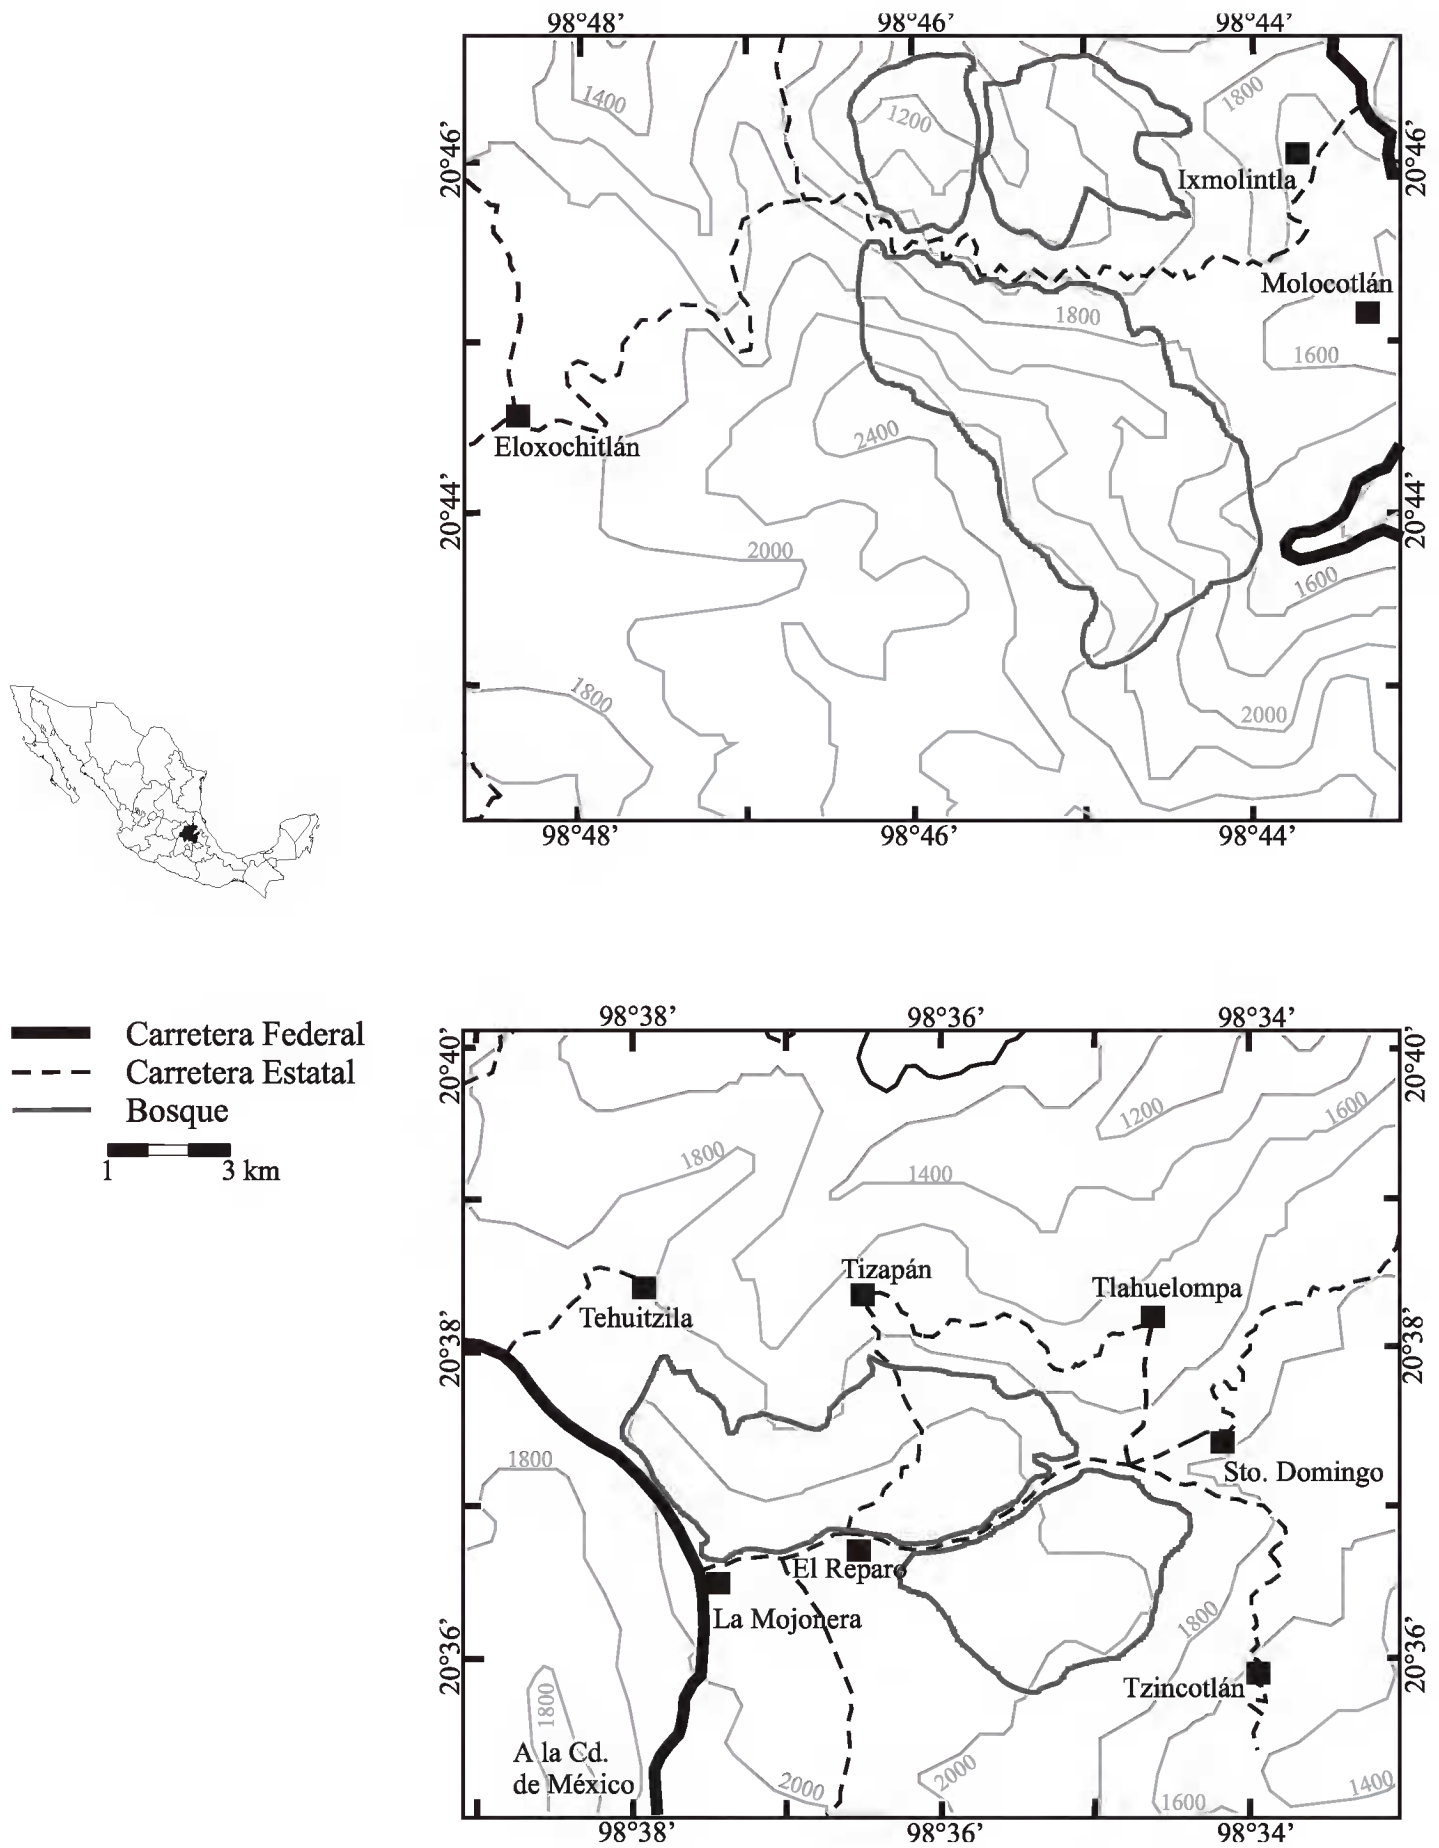 98°48’ 98°46’ 98°44’
1400
1200
1800
20°46’
20°46’
Ixmolintla
Molocotlán
1800
1600
2400
Eloxochitlán
20°44’
20°44’
2000
1600
1800
2000
98°48’ 98°46’ 98°44’
Carretera Federal
Carretera Estatal
Bosque
1 3 km
98°38’ 98°36’ 98°34’
20°40’
20°40’
1200
1600
1800
1400
Tizapán
Tlahuelompa
Tehuitzila
20°38’
20°38’
1800
Sto. Domingo
El Reparo
La Mojonera
1800
20°36’
20°36’
Tzincotlán
1800
A la Cd.
de México
2000
2000
1600
1400
98°38’ 98°36’ 98°34’